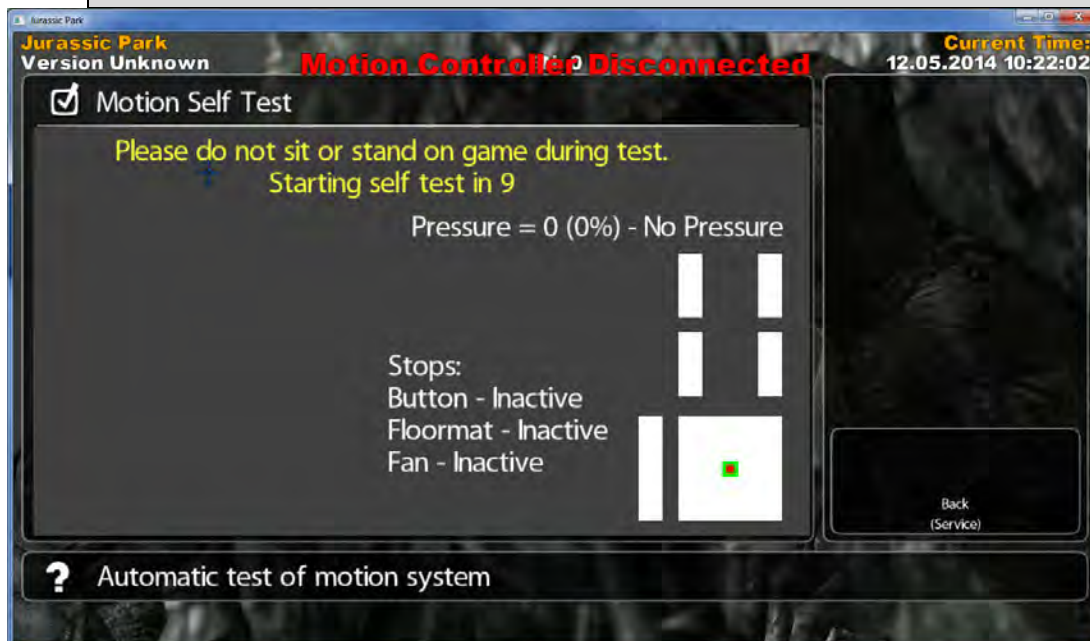 Jurassic Park
Jurassic Park
Version Unknown
Motion Controller Disconnected
Current Time:
12.05.2014 10:22:02
Motion Self Test
Please do not sit or stand on game during test.
Starting self test in 9
Pressure = 0 (0%) - No Pressure
Stops:
Button - Inactive
Floormat - Inactive
Fan - Inactive
Back
(Service)
? Automatic test of motion system